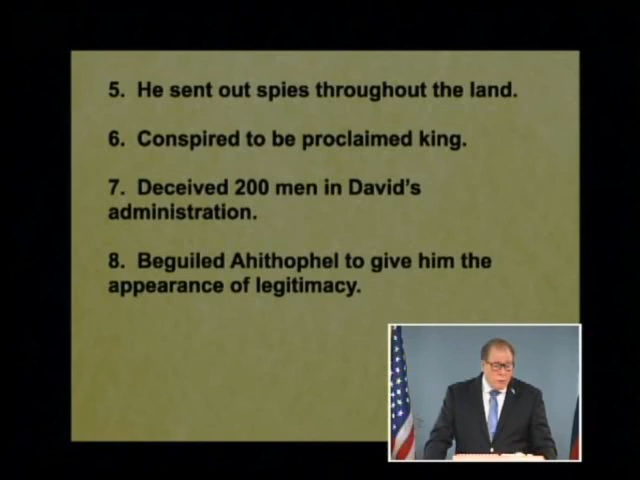 5. He sent out spies throughout the land.
6. Conspired to be proclaimed king.
7. Deceived 200 men in David's
administration.
8. Beguiled Ahithophel to give him the
appearance of legitimacy.